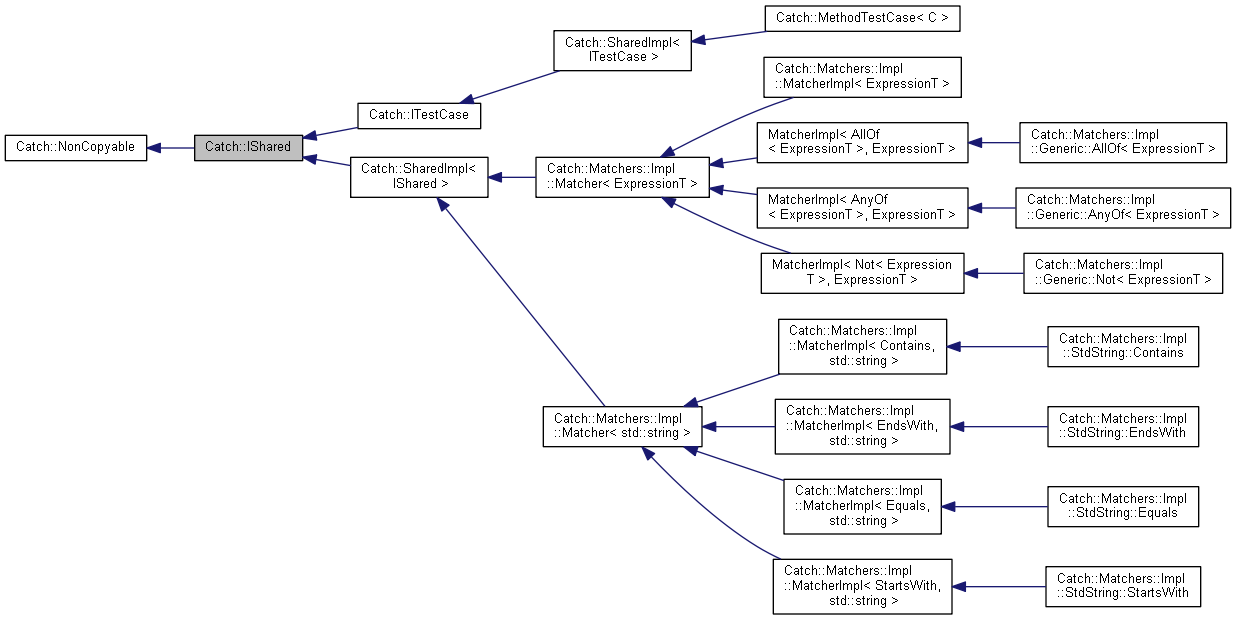 Catch::NonCopyable
Catch::IShared
Catch::ITestCase
Catch::SharedImpl<
ITestCase >
Catch::MethodTestCase< C >
Catch::SharedImpl<
IShared >
Catch::Matchers::Impl
::Matcher< ExpressionT >
Catch::Matchers::Impl
::MatcherImpl< ExpressionT >
MatcherImpl< AllOf
< ExpressionT >, ExpressionT >
Catch::Matchers::Impl
::Generic::AllOf< ExpressionT >
MatcherImpl< AnyOf
< ExpressionT >, ExpressionT >
Catch::Matchers::Impl
::Generic::AnyOf< ExpressionT >
MatcherImpl< Not< Expression
T >, ExpressionT >
Catch::Matchers::Impl
::Generic::Not< ExpressionT >
Catch::Matchers::Impl
::Matcher< std::string >
Catch::Matchers::Impl
::MatcherImpl< Contains,
std::string >
Catch::Matchers::Impl
::StdString::Contains
Catch::Matchers::Impl
::MatcherImpl< EndsWith,
std::string >
Catch::Matchers::Impl
::StdString::EndsWith
Catch::Matchers::Impl
::MatcherImpl< Equals,
std::string >
Catch::Matchers::Impl
::StdString::Equals
Catch::Matchers::Impl
::MatcherImpl< StartsWith,
std::string >
Catch::Matchers::Impl
::StdString::StartsWith